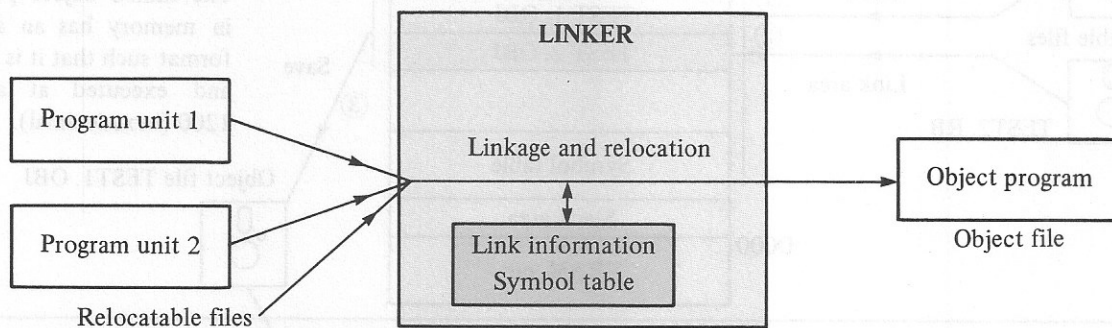 LINKER
Program unit 1
Linkage and relocation
Object program
Program unit 2
Link information
Symbol table
Object file
Relocatable files